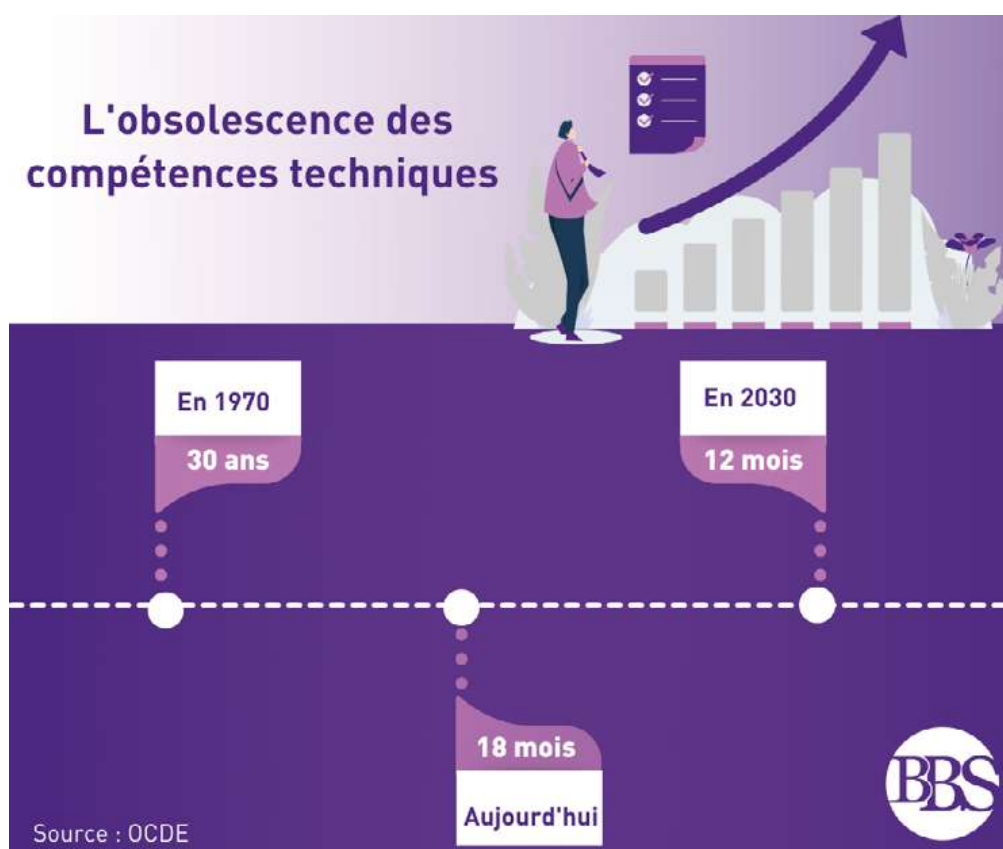 L'obsolescence des
compétences techniques
En 1970
30 ans
En 2030
12 mois
18 mois
Aujourd'hui
BBS
Source : OCDE